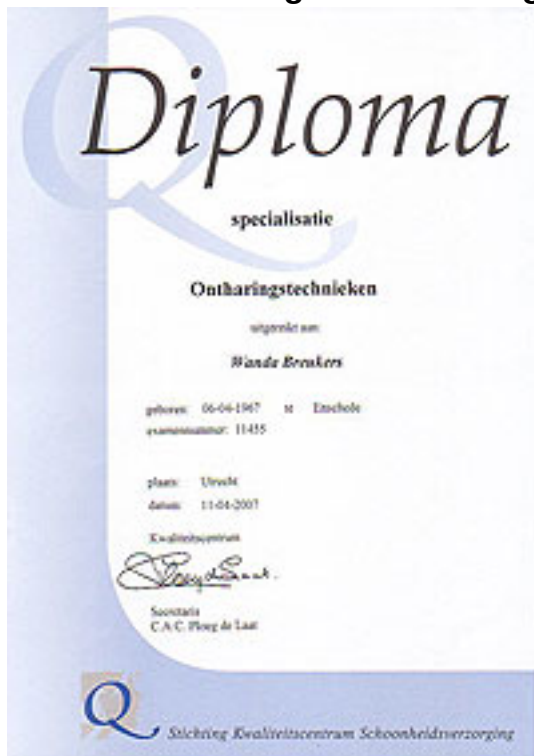 Diploma
specialisatie
Ontharingstechnieken
uitgereikt aan:
Wanda Breukers
geboren: 06-04-1967 te Enschede
examennummer: 11455
plaats: Utrecht
datum: 11-04-2007
Kwaliteitscentrum
Secretaris
C.A.C. Ploeg de Laat
Q Stichting Kwaliteitscentrum Schoonheidsverzorging